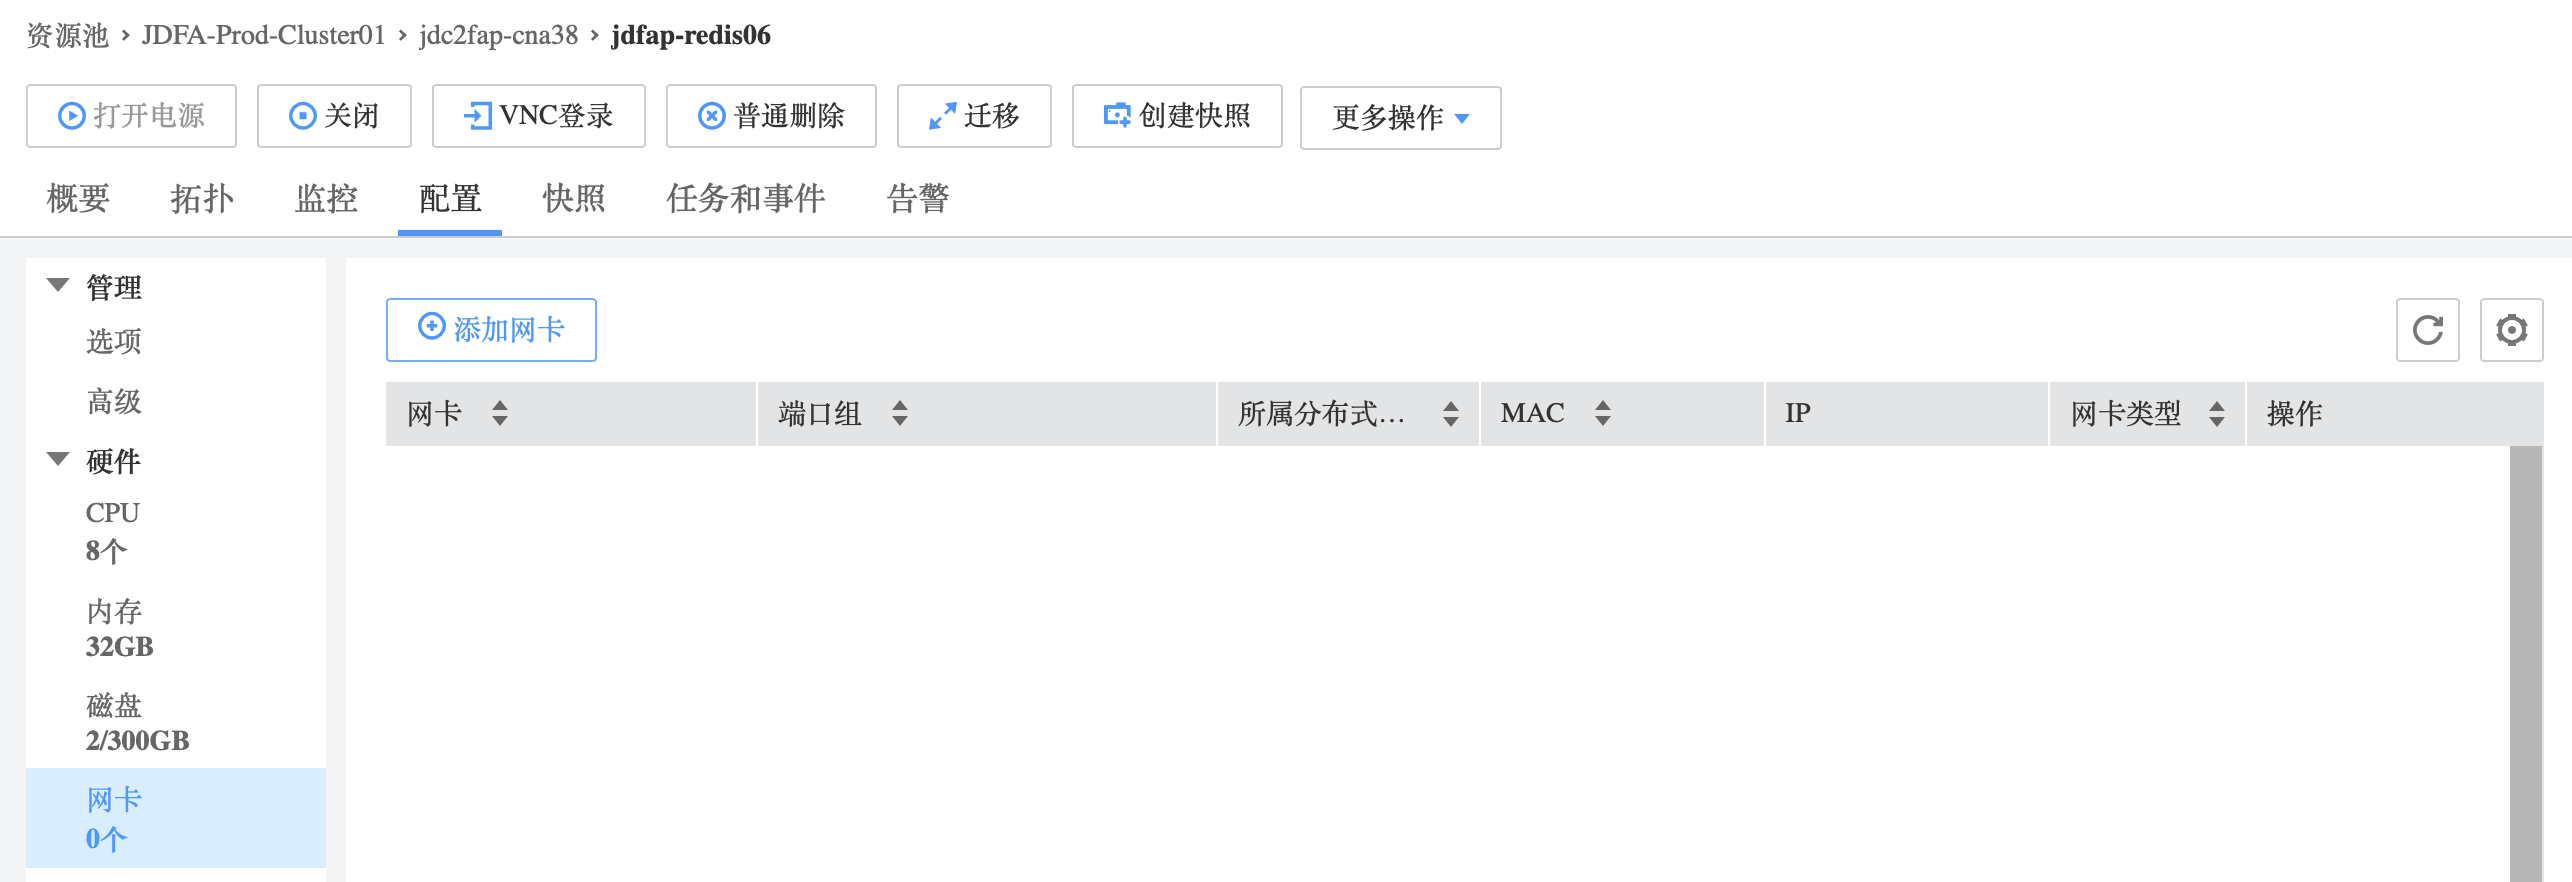 资源池 › JDFA-Prod-Cluster01 › jdc2fap-cna38 › jdfap-redis06
打开电源 关闭 VNC登录 普通删除 迁移 创建快照 更多操作
概要 拓扑 监控 配置 快照 任务和事件 告警
管理
选项
高级
硬件
CPU
8个
内存
32GB
磁盘
2/300GB
网卡
0个
添加网卡
网卡 端口组 所属分布式... MAC IP 网卡类型 操作